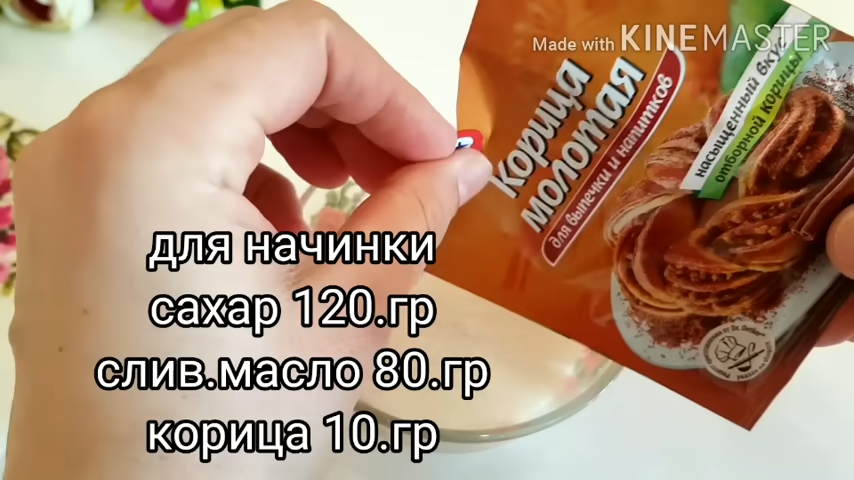 Made with KINEMASTER
Корица
молотая
для выпечки и напитков
насыщенный вкус
отборной корицы
для начинки
сахар 120.гр
слив.масло 80.гр
корица 10.гр